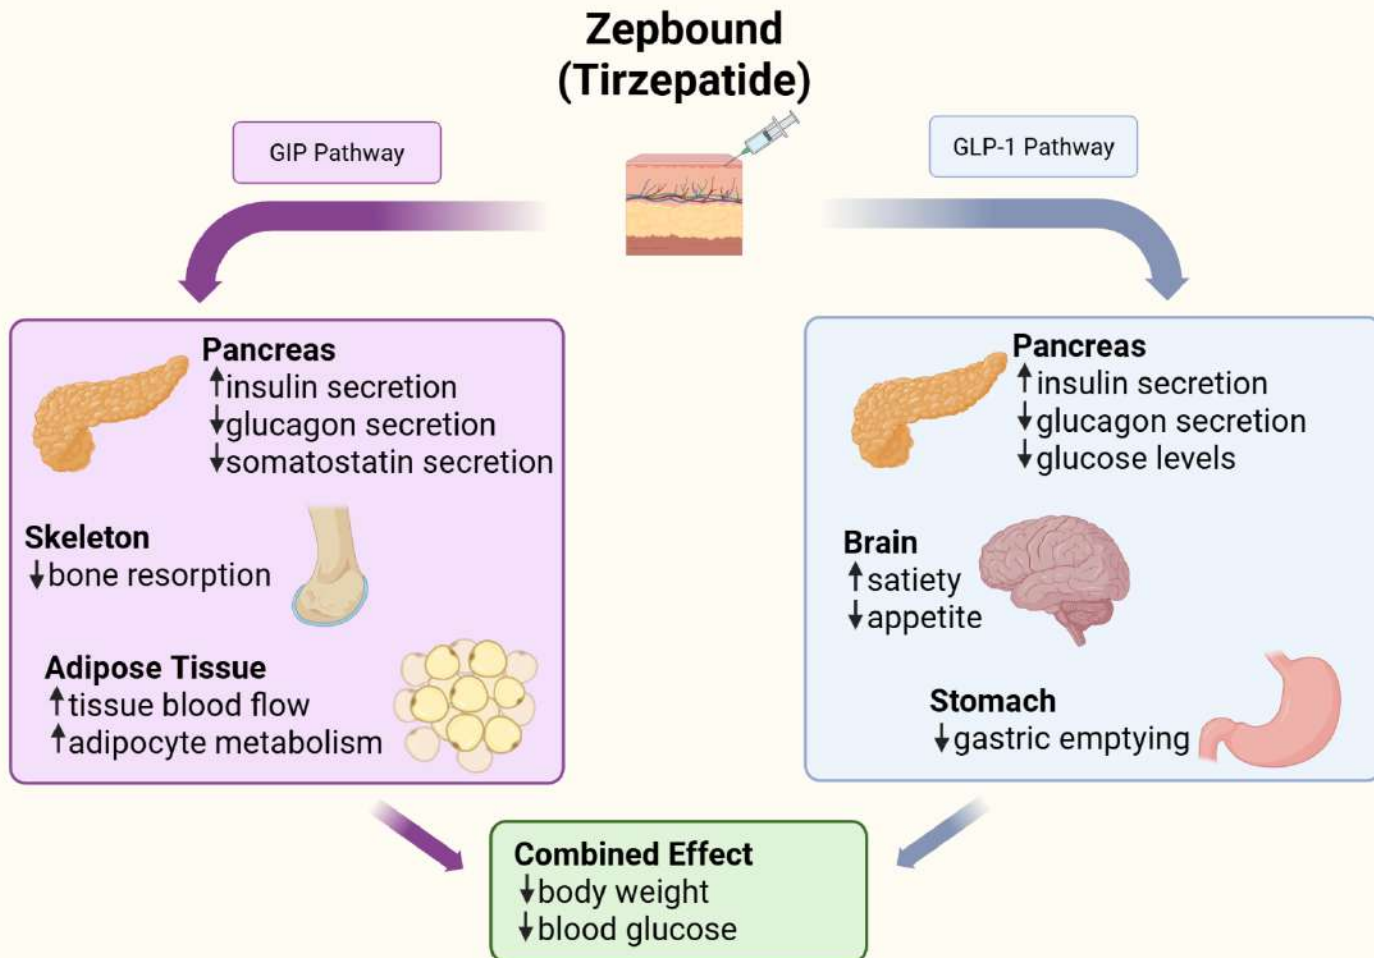 Zepbound
(Tirzepatide)
GIP Pathway
GLP-1 Pathway
Pancreas
↑insulin secretion
↓glucagon secretion
↓somatostatin secretion
Skeleton
↓bone resorption
Adipose Tissue
↑tissue blood flow
↑adipocyte metabolism
Pancreas
↑insulin secretion
↓glucagon secretion
↓glucose levels
Brain
↑satiety
↓appetite
Stomach
↓gastric emptying
Combined Effect
↓body weight
↓blood glucose